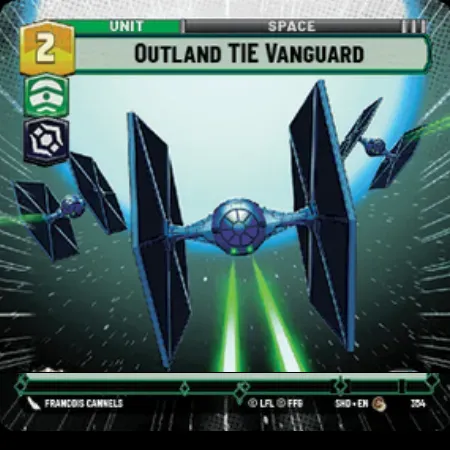 UNIT
SPACE
2
OUTLAND TIE VANGUARD
FRANCOIS CANNELS
© LFL © FFG
SHD • EN
354